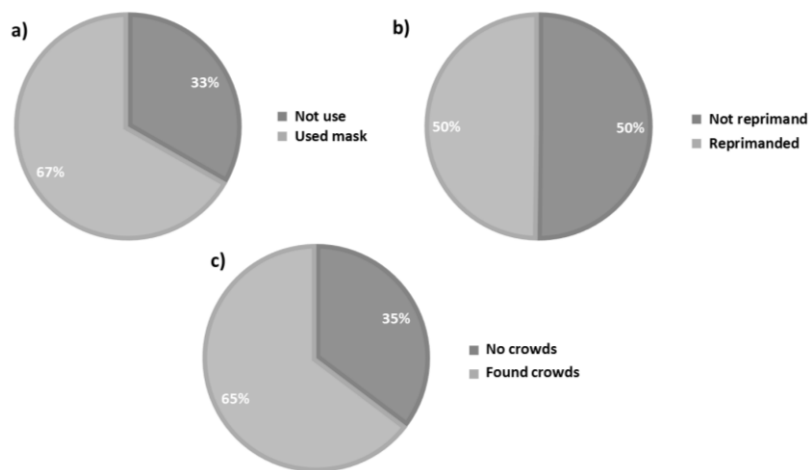 a)
33%
67%
Not use
Used mask
b)
50%
50%
Not reprimand
Reprimanded
c)
35%
65%
No crowds
Found crowds